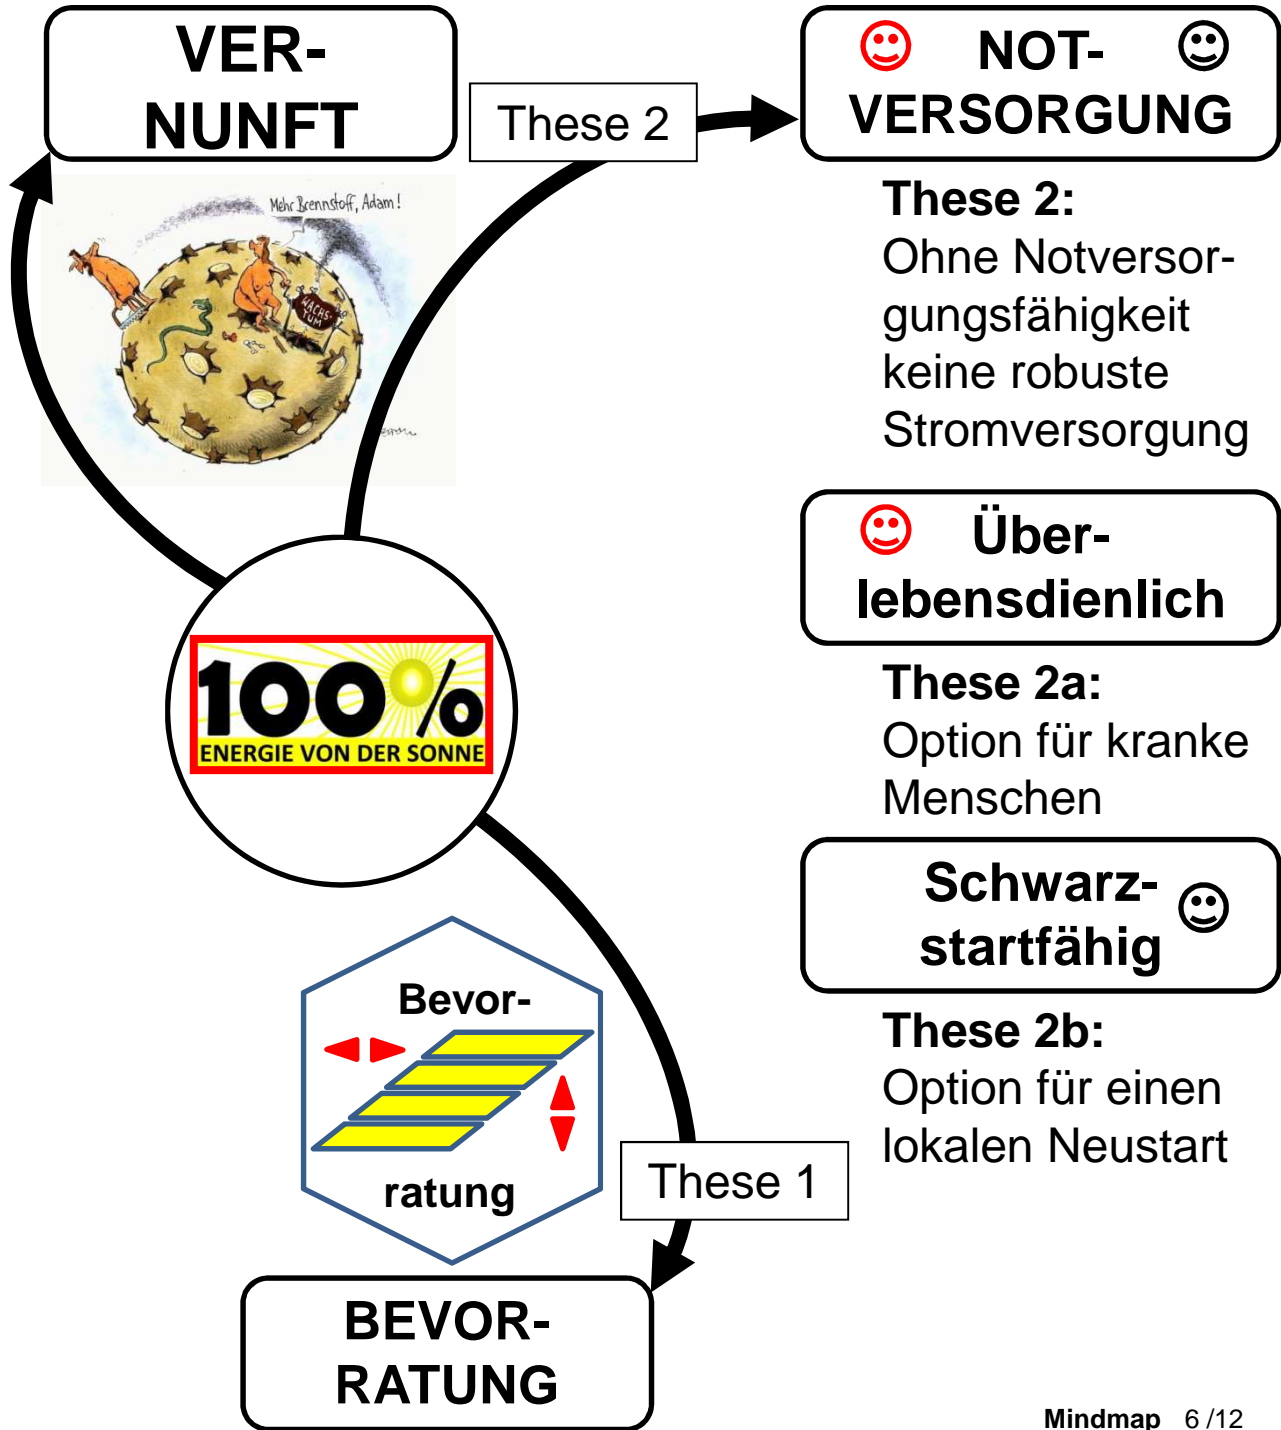 VER-
NUNFT
These 2
NOT-
VERSORGUNG
Mehr Brennstoff, Adam!
WACHS-
TUM
These 2:
Ohne Notversor-
gungsfähigkeit
keine robuste
Stromversorgung
Über-
lebensdienlich
These 2a:
Option für kranke
Menschen
100%
ENERGIE VON DER SONNE
Schwarz-
startfähig
These 2b:
Option für einen
lokalen Neustart
Bevor-
ratung
These 1
BEVOR-
RATUNG
Mindmap 6 /12